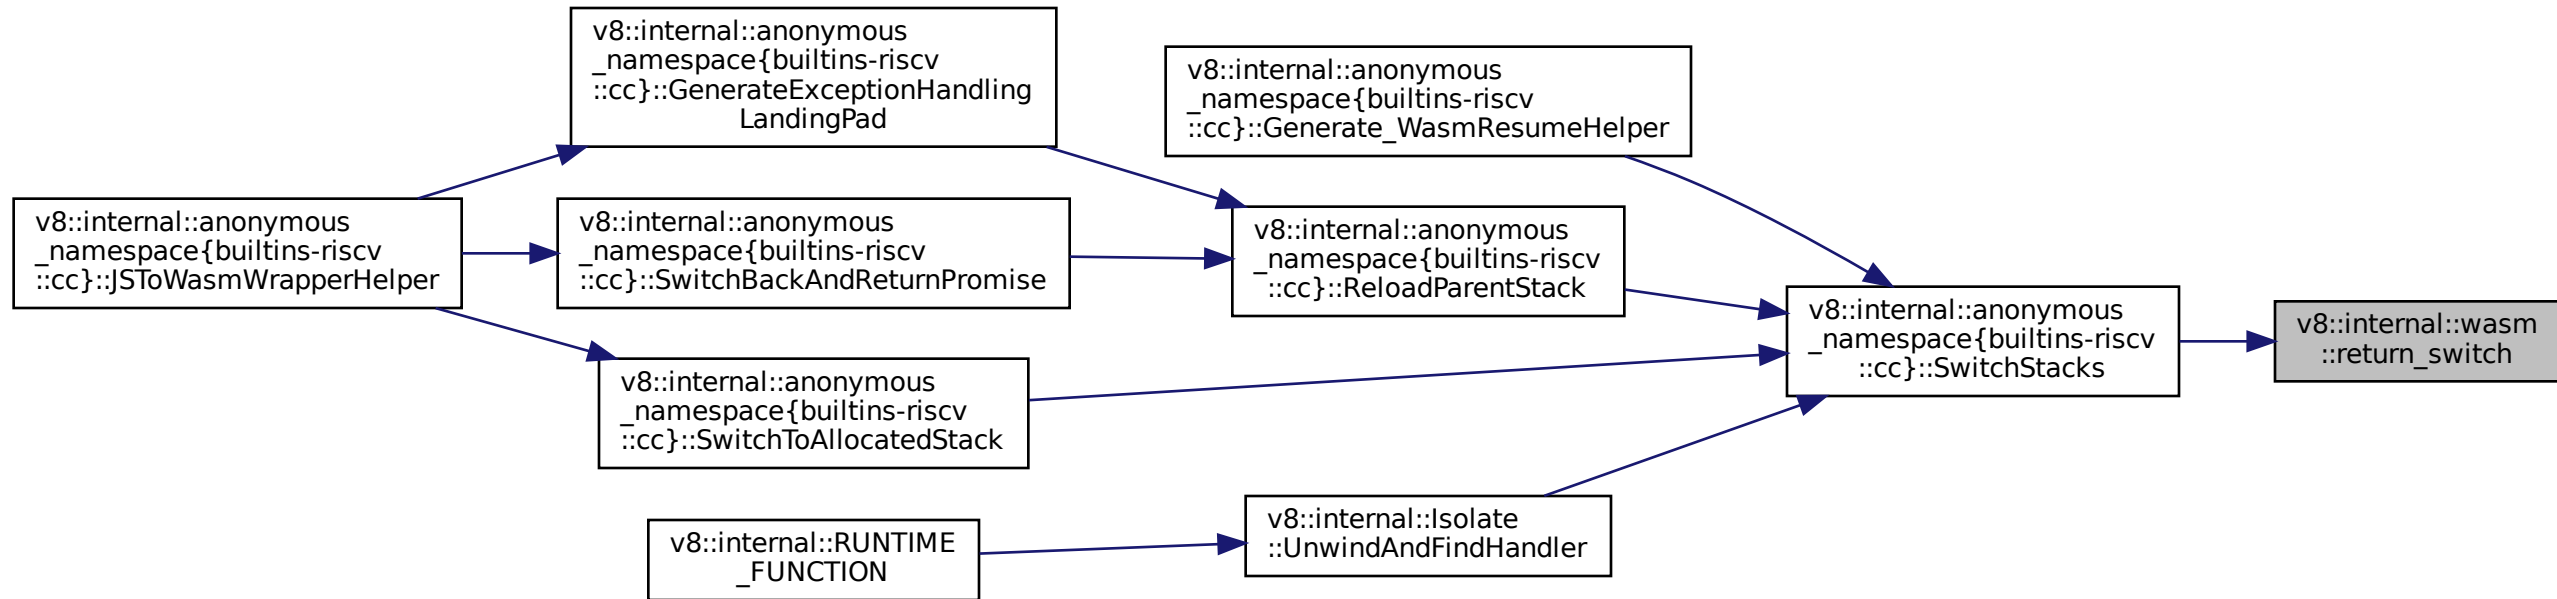 v8::internal::anonymous
_namespace{builtins-riscv
::cc}::GenerateExceptionHandling
LandingPad
v8::internal::anonymous
_namespace{builtins-riscv
::cc}::Generate_WasmResumeHelper
v8::internal::anonymous
_namespace{builtins-riscv
::cc}::JSToWasmWrapperHelper
v8::internal::anonymous
_namespace{builtins-riscv
::cc}::SwitchBackAndReturnPromise
v8::internal::anonymous
_namespace{builtins-riscv
::cc}::ReloadParentStack
v8::internal::anonymous
_namespace{builtins-riscv
::cc}::SwitchStacks
v8::internal::wasm
::return_switch
v8::internal::anonymous
_namespace{builtins-riscv
::cc}::SwitchToAllocatedStack
v8::internal::Isolate
::UnwindAndFindHandler
v8::internal::RUNTIME
_FUNCTION